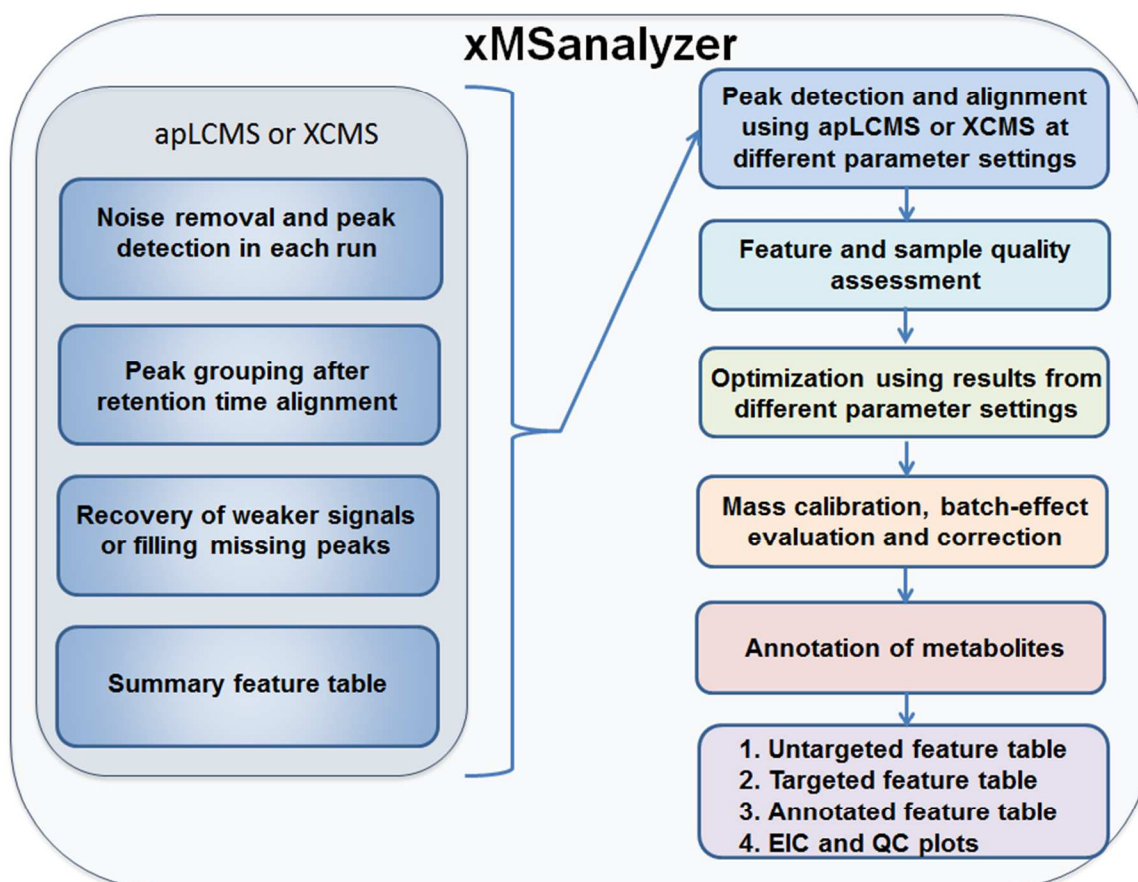 xMSanalyzer
apLCMS or XCMS
Noise removal and peak
detection in each run
Peak grouping after
retention time alignment
Recovery of weaker signals
or filling missing peaks
Summary feature table
Peak detection and alignment
using apLCMS or XCMS at
different parameter settings
Feature and sample quality
assessment
Optimization using results from
different parameter settings
Mass calibration, batch-effect
evaluation and correction
Annotation of metabolites
1. Untargeted feature table
2. Targeted feature table
3. Annotated feature table
4. EIC and QC plots